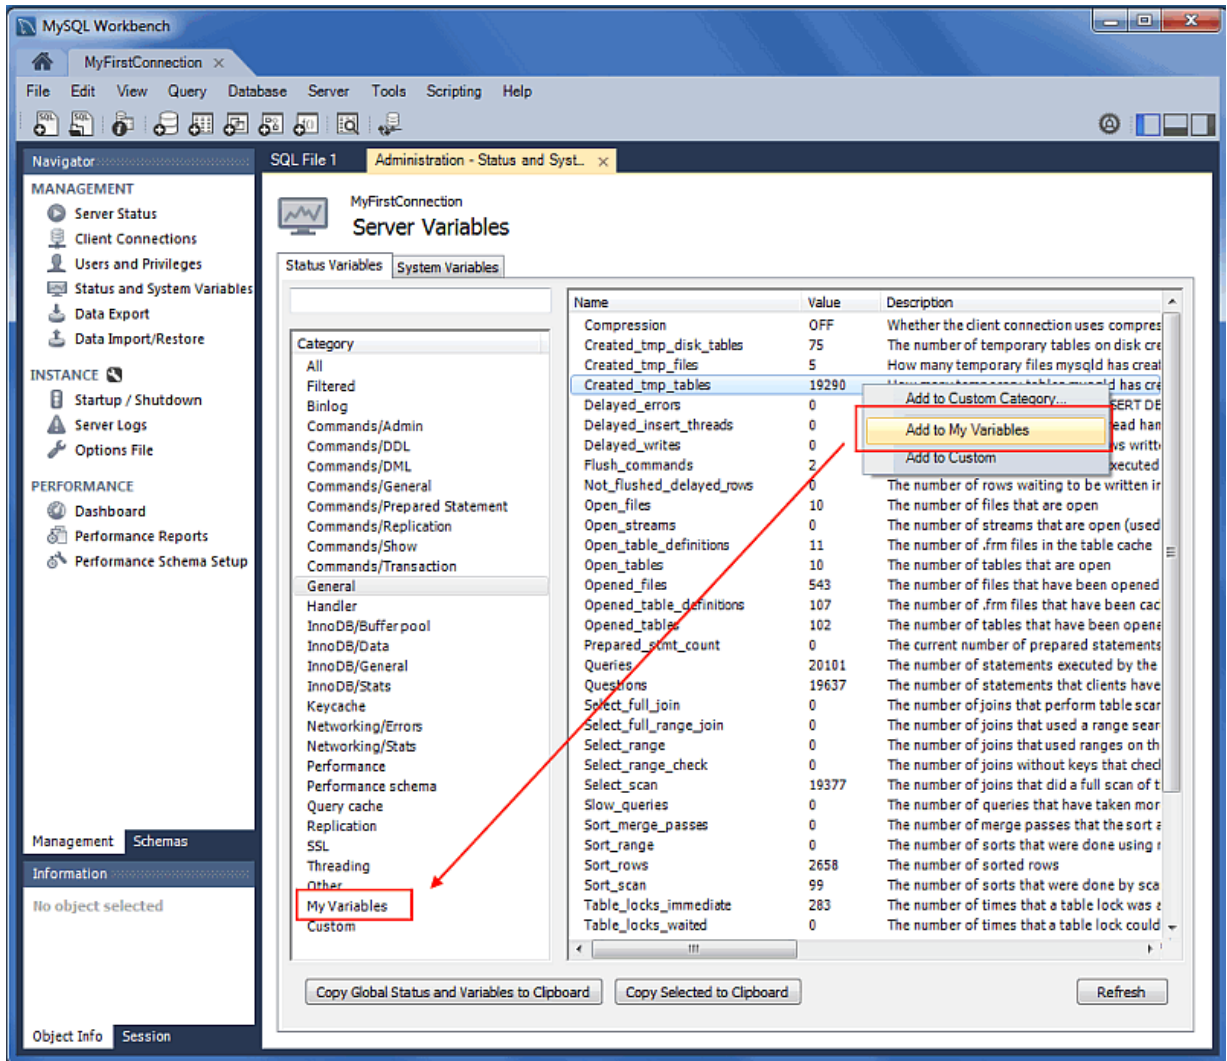 MySQL Workbench
MyFirstConnection
File Edit View Query Database Server Tools Scripting Help
Navigator
MANAGEMENT
Server Status
Client Connections
Users and Privileges
Status and System Variables
Data Export
Data Import/Restore
INSTANCE
Startup / Shutdown
Server Logs
Options File
PERFORMANCE
Dashboard
Performance Reports
Performance Schema Setup
Management Schemas
Information
No object selected
Object Info Session
SQL File 1 Administration - Status and Syst..
MyFirstConnection
Server Variables
Status Variables System Variables
Category
All
Filtered
Binlog
Commands/Admin
Commands/DDL
Commands/DML
Commands/General
Commands/Prepared Statement
Commands/Replication
Commands/Show
Commands/Transaction
General
Handler
InnoDB/Buffer pool
InnoDB/Data
InnoDB/General
InnoDB/Stats
Keycache
Networking/Errors
Networking/Stats
Performance
Performance schema
Query cache
Replication
SSL
Threading
Other
My Variables
Custom
Name Value Description
Compression OFF Whether the client connection uses compres
Created_tmp_disk_tables 75 The number of temporary tables on disk cre
Created_tmp_files 5 How many temporary files mysqld has creat
Created_tmp_tables 19290 How many temporary tables mysqld has cre
Delayed_errors 0 SERT DE
Delayed_insert_threads 0 ead han
Delayed_writes 0 ws writt
Flush_commands 2 xecuted
Not_flushed_delayed_rows 0 The number of rows waiting to be written ir
Open_files 10 The number of files that are open
Open_streams 0 The number of streams that are open (used
Open_table_definitions 11 The number of .frm files in the table cache
Open_tables 10 The number of tables that are open
Opened_files 543 The number of files that have been opened
Opened_table_definitions 107 The number of .frm files that have been cac
Opened_tables 102 The number of tables that have been opene
Prepared_stmt_count 0 The current number of prepared statements
Queries 20101 The number of statements executed by the
Questions 19637 The number of statements that clients have
Select_full_join 0 The number of joins that perform table scar
Select_full_range_join 0 The number of joins that used a range sear
Select_range 0 The number of joins that used ranges on th
Select_range_check 0 The number of joins without keys that chec
Select_scan 19377 The number of joins that did a full scan of t
Slow_queries 0 The number of queries that have taken mor
Sort_merge_passes 0 The number of merge passes that the sort a
Sort_range 0 The number of sorts that were done using r
Sort_rows 2658 The number of sorted rows
Sort_scan 99 The number of sorts that were done by sca
Table_locks_immediate 283 The number of times that a table lock was a
Table_locks_waited 0 The number of times that a table lock could
Add to Custom Category...
Add to My Variables
Add to Custom
Copy Global Status and Variables to Clipboard Copy Selected to Clipboard Refresh